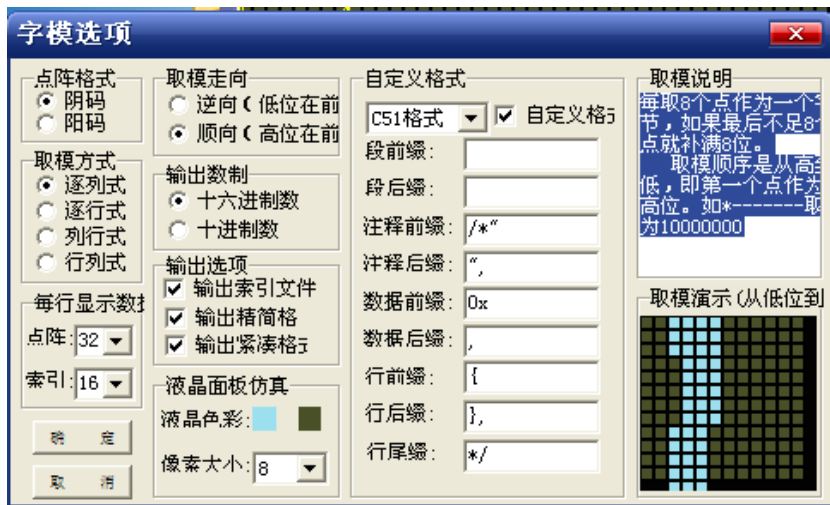 字模选项
点阵格式
阴码
阳码
取模方式
逐列式
逐行式
列行式
行列式
每行显示数据
点阵:32
索引:16
确 定
取 消
取模走向
逆向(低位在前
顺向(高位在前
输出数制
十六进制数
十进制数
输出选项
输出索引文件
输出精简格
输出紧凑格式
液晶面板仿真
液晶色彩:
像素大小:8
自定义格式
C51格式
自定义格式
段前缀:
段后缀:
注释前缀: /*"
注释后缀: ",
数据前缀: 0x
数据后缀: ,
行前缀: {
行后缀: },
行尾缀: */
取模说明
每取8个点作为一个字
节，如果最后不足8个
点就补满8位。
取模顺序是从高到
低，即第一个点作为
高位。如*-------取
为10000000
取模演示(从低位到